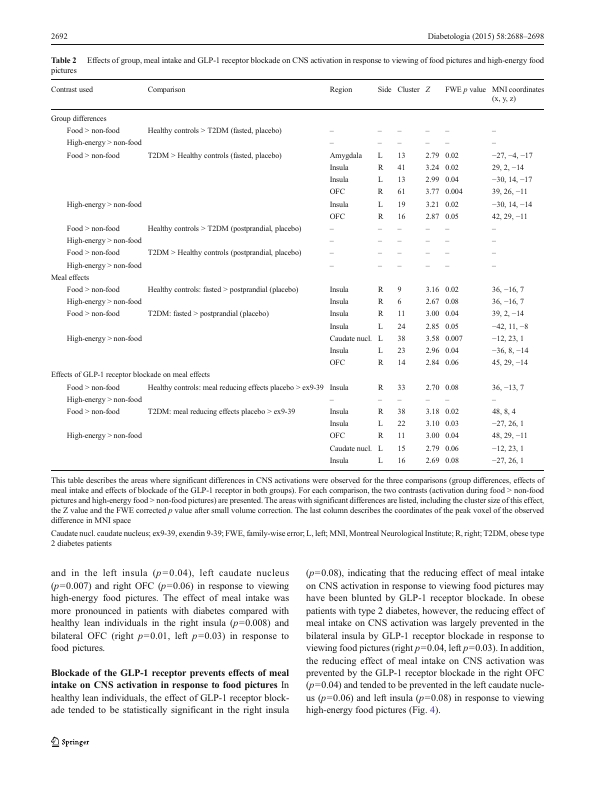 2692
Diabetologia (2015) 58:2688–2698
Table 2 Effects of group, meal intake and GLP-1 receptor blockade on CNS activation in response to viewing of food pictures and high-energy food
pictures
Contrast used Comparison Region Side Cluster Z FWE p value MNI coordinates
(x, y, z)
Group differences
Food > non-food Healthy controls > T2DM (fasted, placebo) – – – – – –
High-energy > non-food – – – – – –
Food > non-food T2DM > Healthy controls (fasted, placebo) Amygdala L 13 2.79 0.02 −27, −4, −17
Insula R 41 3.24 0.02 29, 2, −14
Insula L 13 2.99 0.04 −30, 14, −17
OFC R 61 3.77 0.004 39, 26, −11
High-energy > non-food Insula L 19 3.21 0.02 −30, 14, −14
OFC R 16 2.87 0.05 42, 29, −11
Food > non-food Healthy controls > T2DM (postprandial, placebo) – – – – – –
High-energy > non-food – – – – – –
Food > non-food T2DM > Healthy controls (postprandial, placebo) – – – – – –
High-energy > non-food – – – – – –
Meal effects
Food > non-food Healthy controls: fasted > postprandial (placebo) Insula R 9 3.16 0.02 36, −16, 7
High-energy > non-food Insula R 6 2.67 0.08 36, −16, 7
Food > non-food T2DM: fasted > postprandial (placebo) Insula R 11 3.00 0.04 39, 2, −14
Insula L 24 2.85 0.05 −42, 11, −8
High-energy > non-food Caudate nucl. L 38 3.58 0.007 −12, 23, 1
Insula L 23 2.96 0.04 −36, 8, −14
OFC R 14 2.84 0.06 45, 29, −14
Effects of GLP-1 receptor blockade on meal effects
Food > non-food Healthy controls: meal reducing effects placebo > ex9-39 Insula R 33 2.70 0.08 36, −13, 7
High-energy > non-food – – – – – –
Food > non-food T2DM: meal reducing effects placebo > ex9-39 Insula R 38 3.18 0.02 48, 8, 4
Insula L 22 3.10 0.03 −27, 26, 1
High-energy > non-food OFC R 11 3.00 0.04 48, 29, −11
Caudate nucl. L 15 2.79 0.06 −12, 23, 1
Insula L 16 2.69 0.08 −27, 26, 1
This table describes the areas where significant differences in CNS activations were observed for the three comparisons (group differences, effects of
meal intake and effects of blockade of the GLP-1 receptor in both groups). For each comparison, the two contrasts (activation during food > non-food
pictures and high-energy food > non-food pictures) are presented. The areas with significant differences are listed, including the cluster size of this effect,
the Z value and the FWE corrected p value after small volume correction. The last column describes the coordinates of the peak voxel of the observed
difference in MNI space
Caudate nucl. caudate nucleus; ex9-39, exendin 9-39; FWE, family-wise error; L, left; MNI, Montreal Neurological Institute; R, right; T2DM, obese type
2 diabetes patients
and in the left insula (p=0.04), left caudate nucleus
(p=0.007) and right OFC (p=0.06) in response to viewing
high-energy food pictures. The effect of meal intake was
more pronounced in patients with diabetes compared with
healthy lean individuals in the right insula (p=0.008) and
bilateral OFC (right p=0.01, left p=0.03) in response to
food pictures.
Blockade of the GLP-1 receptor prevents effects of meal
intake on CNS activation in response to food pictures In
healthy lean individuals, the effect of GLP-1 receptor block-
ade tended to be statistically significant in the right insula
(p=0.08), indicating that the reducing effect of meal intake
on CNS activation in response to viewing food pictures may
have been blunted by GLP-1 receptor blockade. In obese
patients with type 2 diabetes, however, the reducing effect of
meal intake on CNS activation was largely prevented in the
bilateral insula by GLP-1 receptor blockade in response to
viewing food pictures (right p=0.04, left p=0.03). In addition,
the reducing effect of meal intake on CNS activation was
prevented by the GLP-1 receptor blockade in the right OFC
(p=0.04) and tended to be prevented in the left caudate nucle-
us (p=0.06) and left insula (p=0.08) in response to viewing
high-energy food pictures (Fig. 4).
Springer